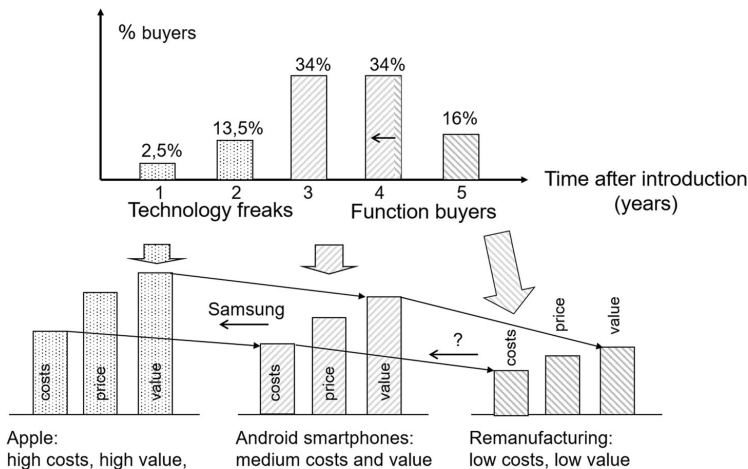 % buyers
34%
34%
16%
13,5%
2,5%
1
2
3
4
5
Time after introduction
(years)
Technology freaks
Function buyers
Samsung
?
costs
price
value
costs
price
value
costs
price
value
Apple:
high costs, high value,
Android smartphones:
medium costs and value
Remanufacturing:
low costs, low value